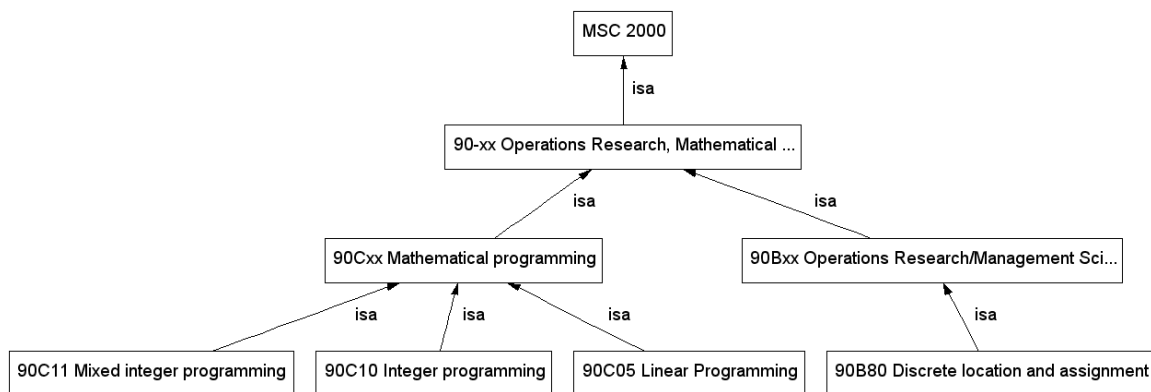 MSC 2000
isa
90-xx Operations Research, Mathematical ...
isa
isa
90Cxx Mathematical programming
90Bxx Operations Research/Management Sci...
isa
isa
isa
isa
90C11 Mixed integer programming
90C10 Integer programming
90C05 Linear Programming
90B80 Discrete location and assignment